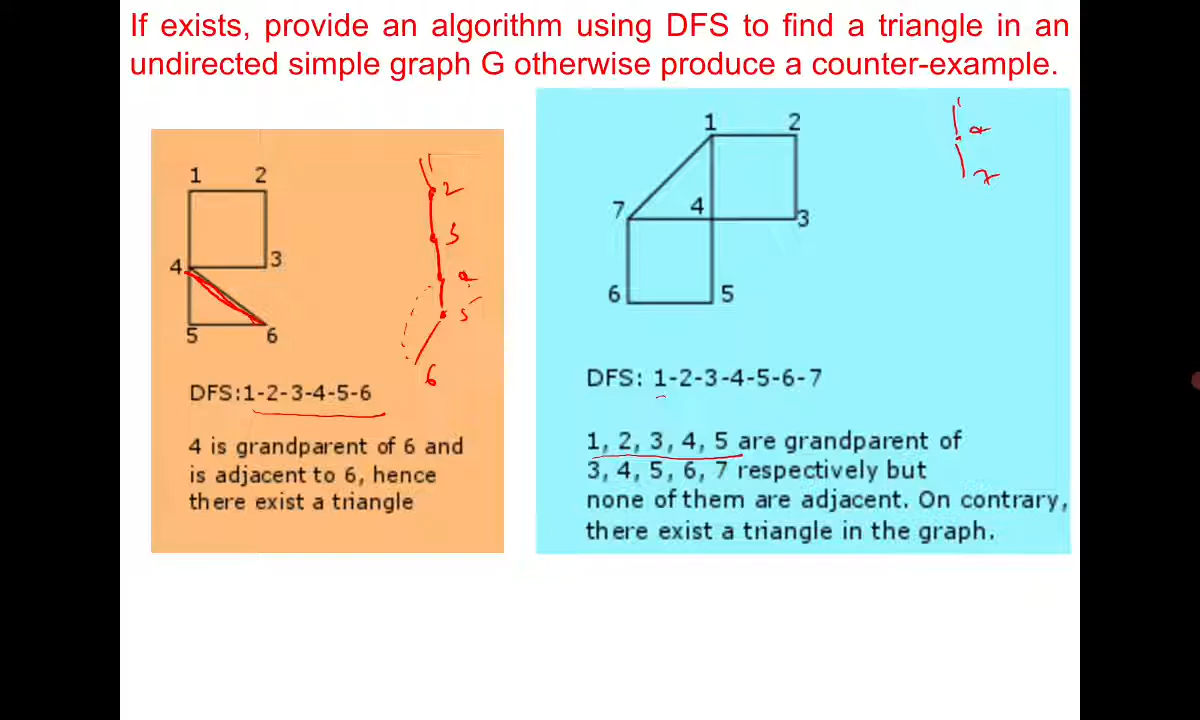 If exists, provide an algorithm using DFS to find a triangle in an
undirected simple graph G otherwise produce a counter-example.
1 2
4 3
5 6
DFS:1-2-3-4-5-6
4 is grandparent of 6 and
is adjacent to 6, hence
there exist a triangle
2
6
1 2
7 4 3
6 5
DFS: 1-2-3-4-5-6-7
1, 2, 3, 4, 5 are grandparent of
3, 4, 5, 6, 7 respectively but
none of them are adjacent. On contrary,
there exist a triangle in the graph.